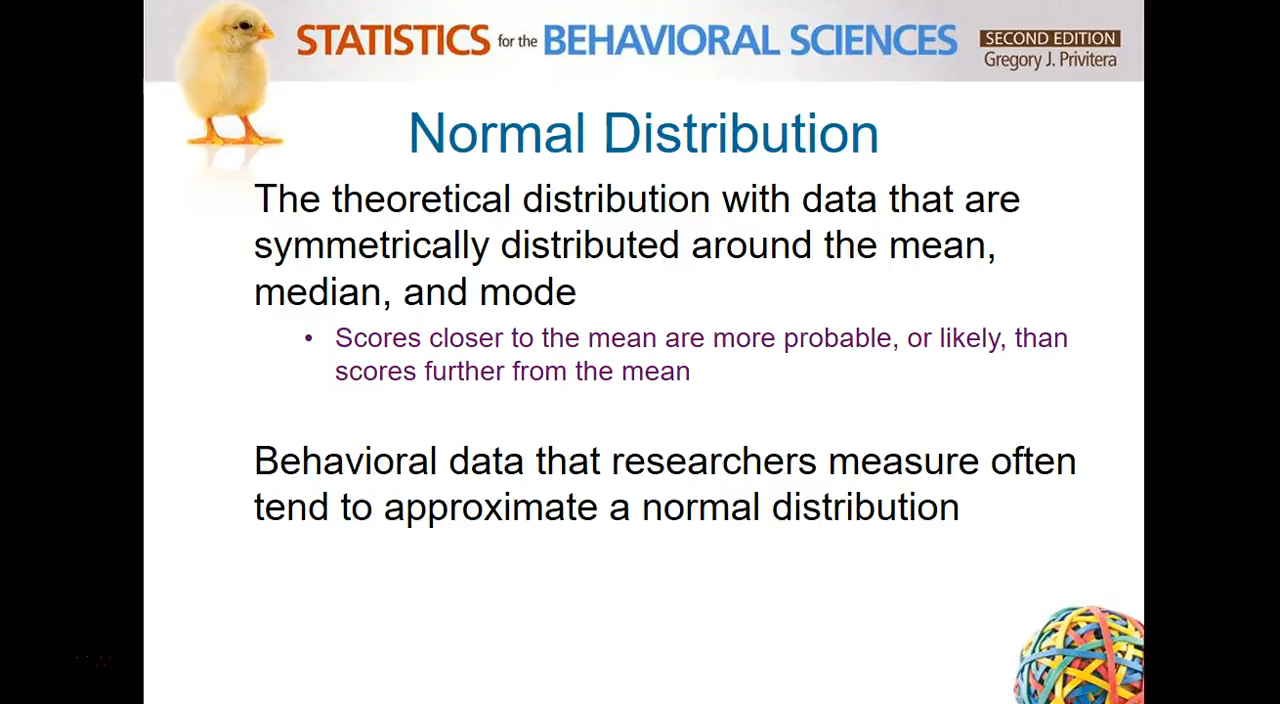 STATISTICS for the BEHAVIORAL SCIENCES
SECOND EDITION
Gregory J. Privitera
Normal Distribution
The theoretical distribution with data that are
symmetrically distributed around the mean,
median, and mode
• Scores closer to the mean are more probable, or likely, than
scores further from the mean
Behavioral data that researchers measure often
tend to approximate a normal distribution